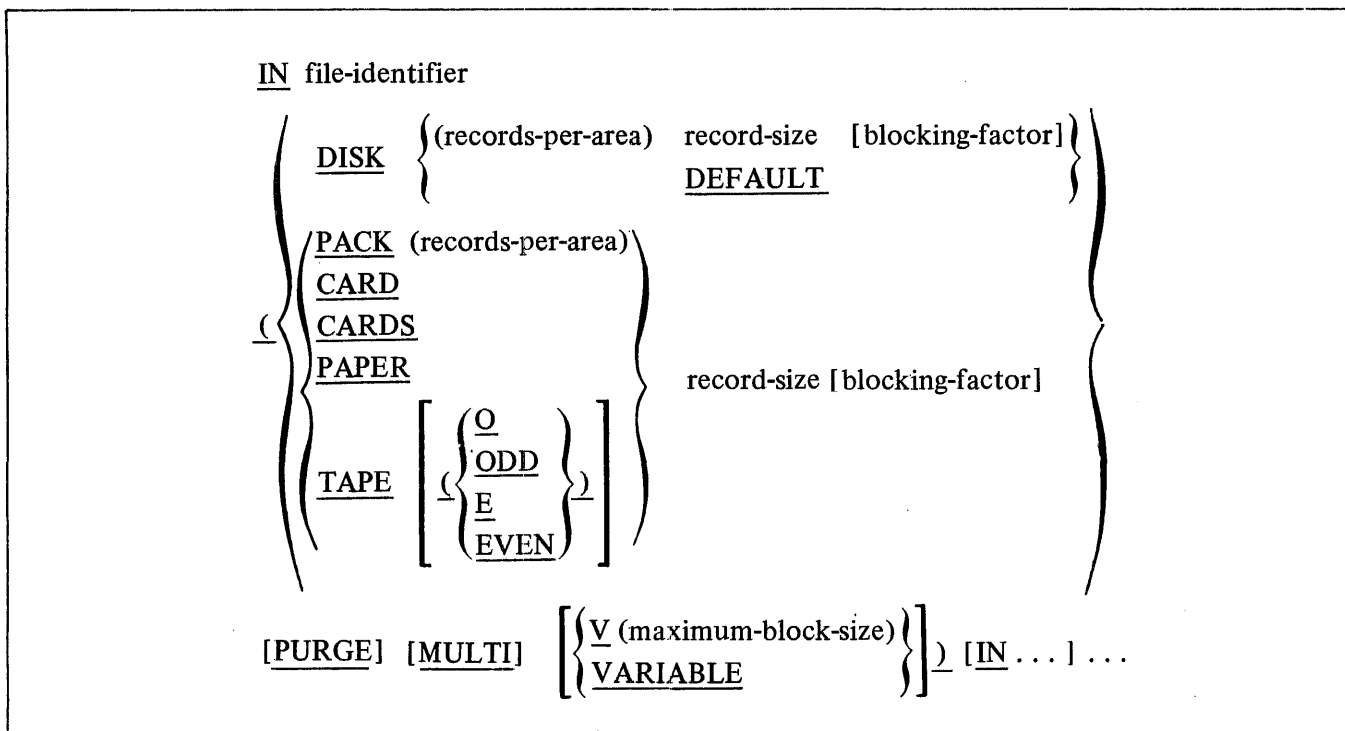 IN file-identifier
DISK (records-per-area) record-size [blocking-factor]
DEFAULT
PACK (records-per-area)
CARD
( CARDS
PAPER
record-size [blocking-factor]
O
ODD
TAPE ( )
E
EVEN
[PURGE] [MULTI] V (maximum-block-size) ) [IN . . . ] . . .
VARIABLE